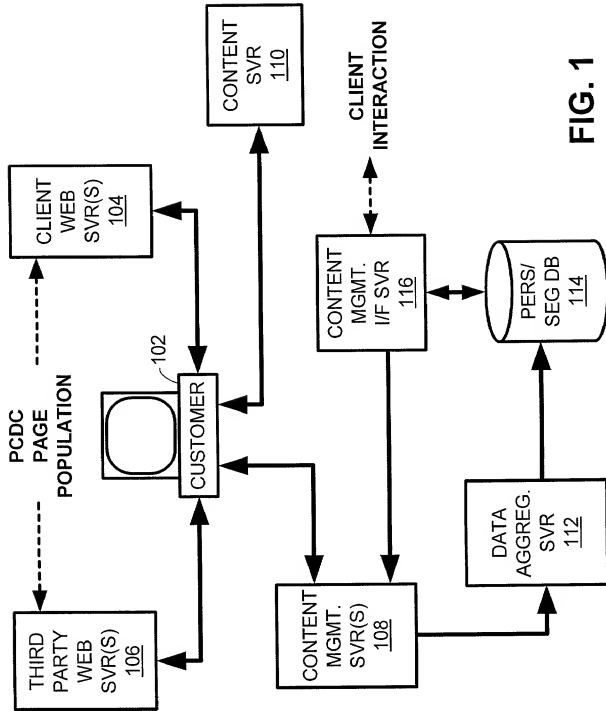 THIRD
PARTY
WEB
SVR(S)
106
PCDC
PAGE
POPULATION
CLIENT
WEB
SVR(S)
104
102
CUSTOMER
CONTENT
SVR
110
CONTENT
MGMT.
SVR(S)
108
CONTENT
MGMT.
I/F SVR
116
CLIENT
INTERACTION
DATA
AGGREG.
SVR
112
PERS/
SEG DB
114
FIG. 1